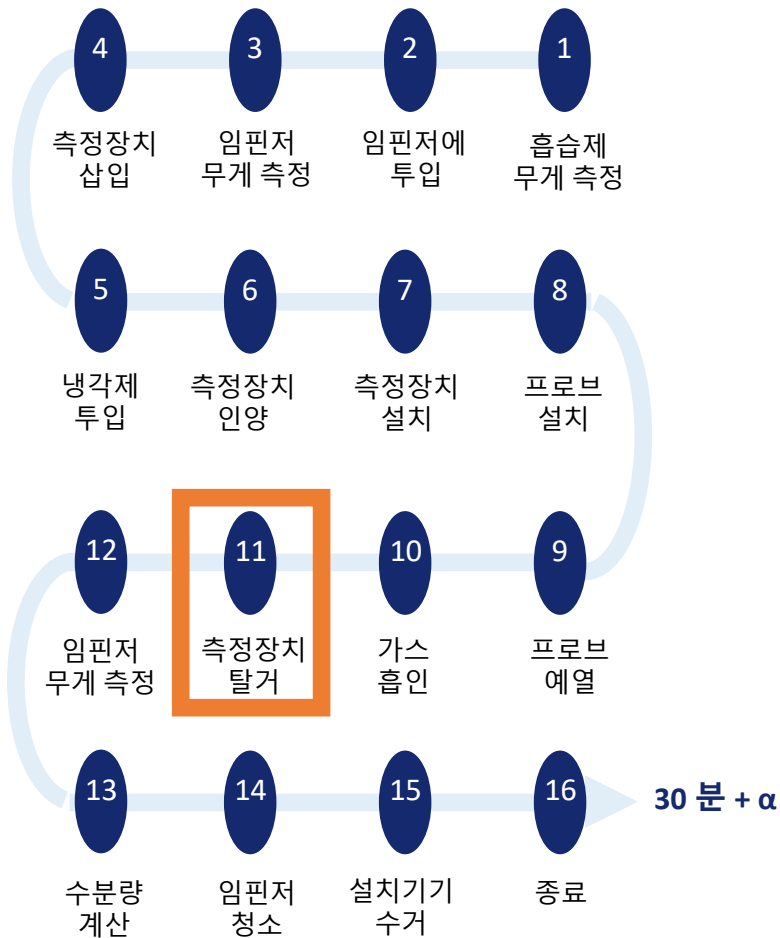 4
3
2
1
측정장치
삽입
임핀저
무게 측정
임핀저에
투입
흡습제
무게 측정
5
6
7
8
냉각제
투입
측정장치
인양
측정장치
설치
프로브
설치
12
11
10
9
임핀저
무게 측정
측정장치
탈거
가스
흡인
프로브
예열
13
14
15
16
30 분 + α
수분량
계산
임핀저
청소
설치기기
수거
종료